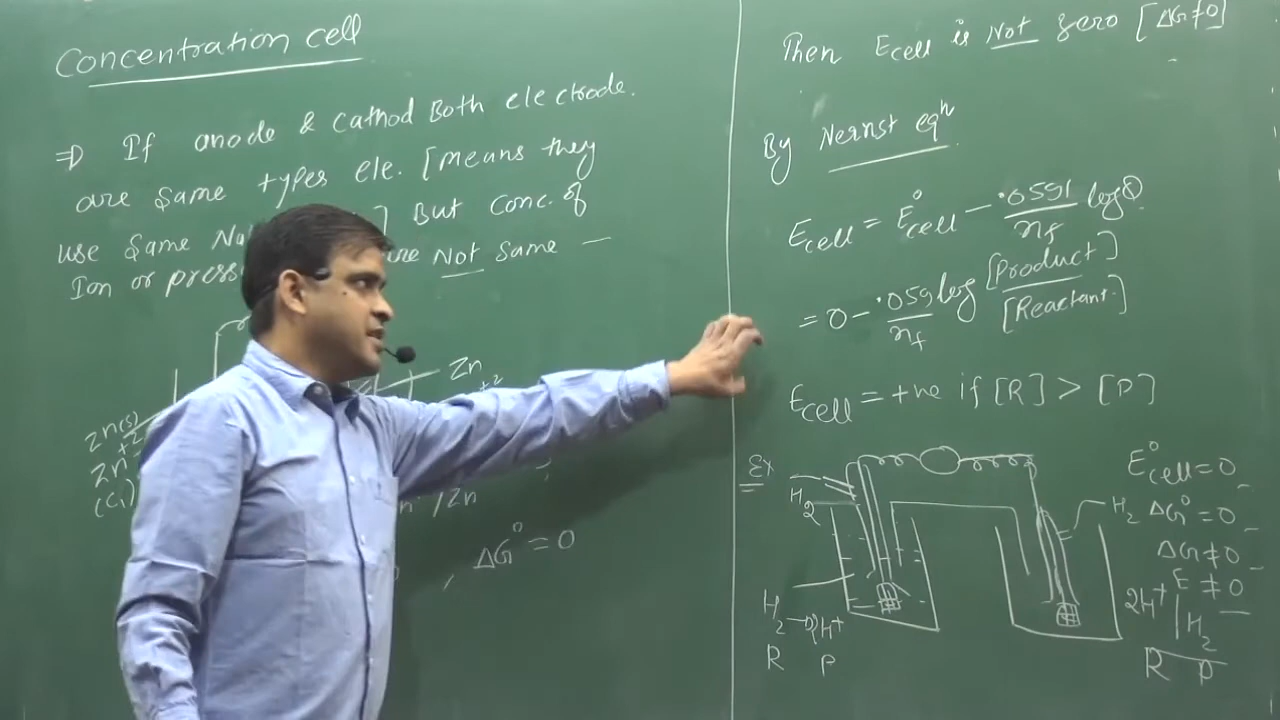 Concentration cell
⇒ If anode & cathod Both electrode.
are same types ele. [means they
use same Na ] But conc. of
Ion or press are Not same —
Zn
+2
Zn(s)
Zn+2
(C1)
/Zn
ΔG° = 0
Then Ecell is Not zero [ΔG≠0]
By Nernst eqn
Ecell = E°cell - .0591/nf log Q
= 0 - .059/nf log [Product]/[Reactant.]
Ecell = +ve if [R] > [P]
Ex
H2
H2
E°cell = 0
ΔG° = 0
ΔG ≠ 0
E ≠ 0
H2 → 2H+
R P
2H+ | H2
R P